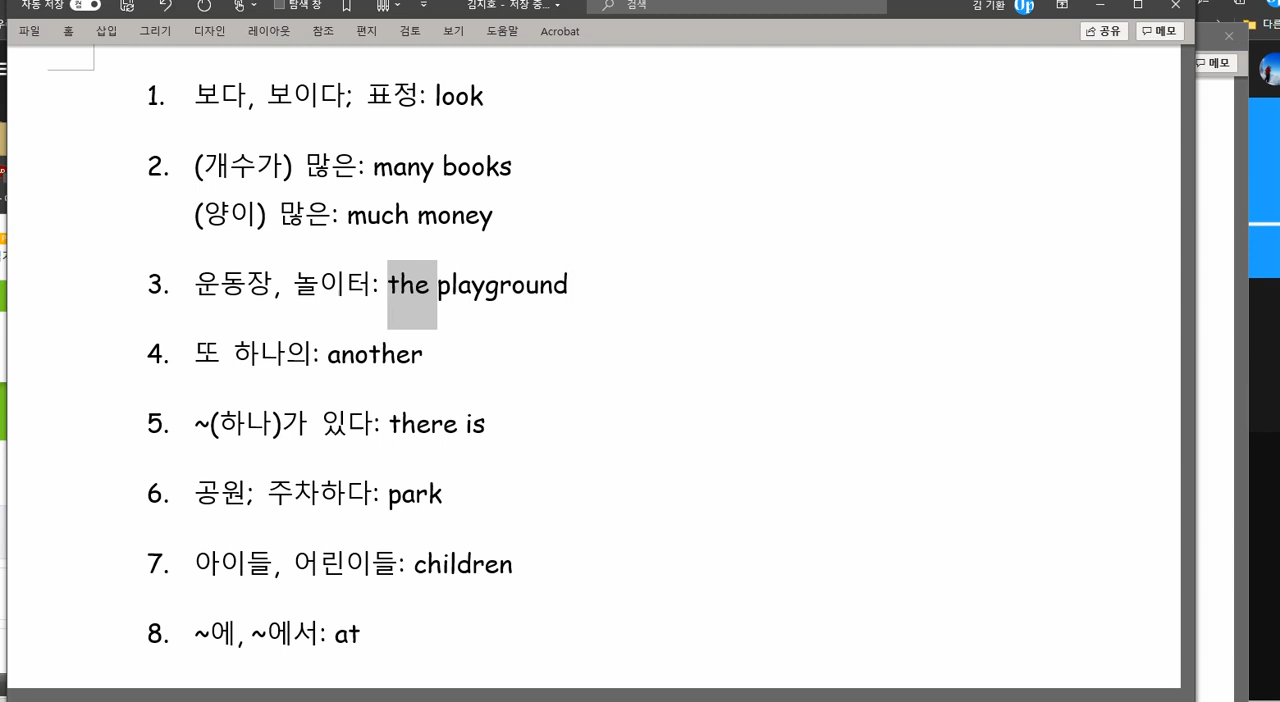 자동 저장 탐색 창 김지호 - 저장 중... 검색 김 기환
파일 홈 삽입 그리기 디자인 레이아웃 참조 편지 검토 보기 도움말 Acrobat 공유 메모
메모
1. 보다, 보이다; 표정: look
2. (개수가) 많은: many books
(양이) 많은: much money
3. 운동장, 놀이터: the playground
4. 또 하나의: another
5. ~(하나)가 있다: there is
6. 공원; 주차하다: park
7. 아이들, 어린이들: children
8. ~에, ~에서: at